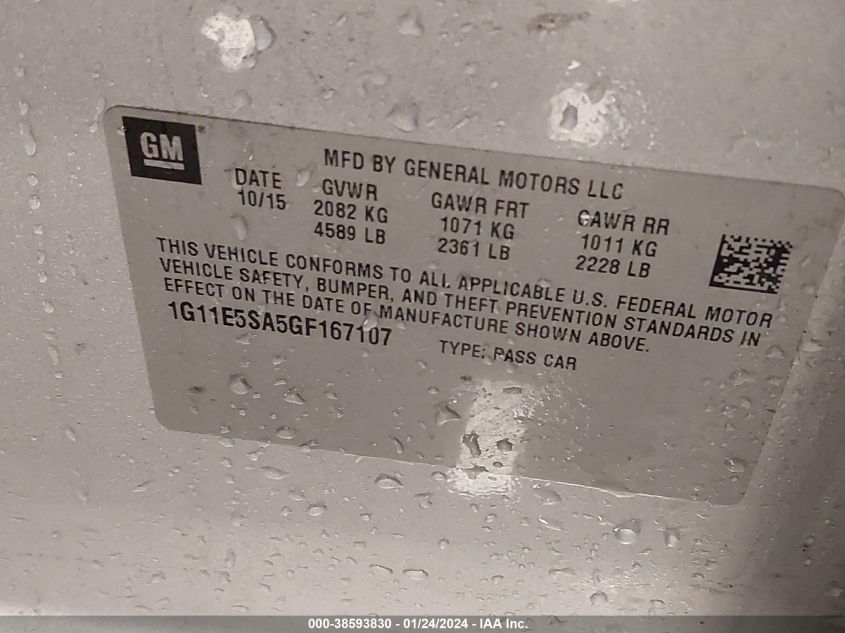 GM®
MFD BY GENERAL MOTORS LLC
DATE GVWR GAWR FRT GAWR RR
10/15 2082 KG 1071 KG 1011 KG
4589 LB 2361 LB 2228 LB
THIS VEHICLE CONFORMS TO ALL APPLICABLE U.S. FEDERAL MOTOR
VEHICLE SAFETY, BUMPER, AND THEFT PREVENTION STANDARDS IN
EFFECT ON THE DATE OF MANUFACTURE SHOWN ABOVE.
1G11E5SA5GF167107 TYPE: PASS CAR
000-38593830 - 01/24/2024 - IAA Inc.